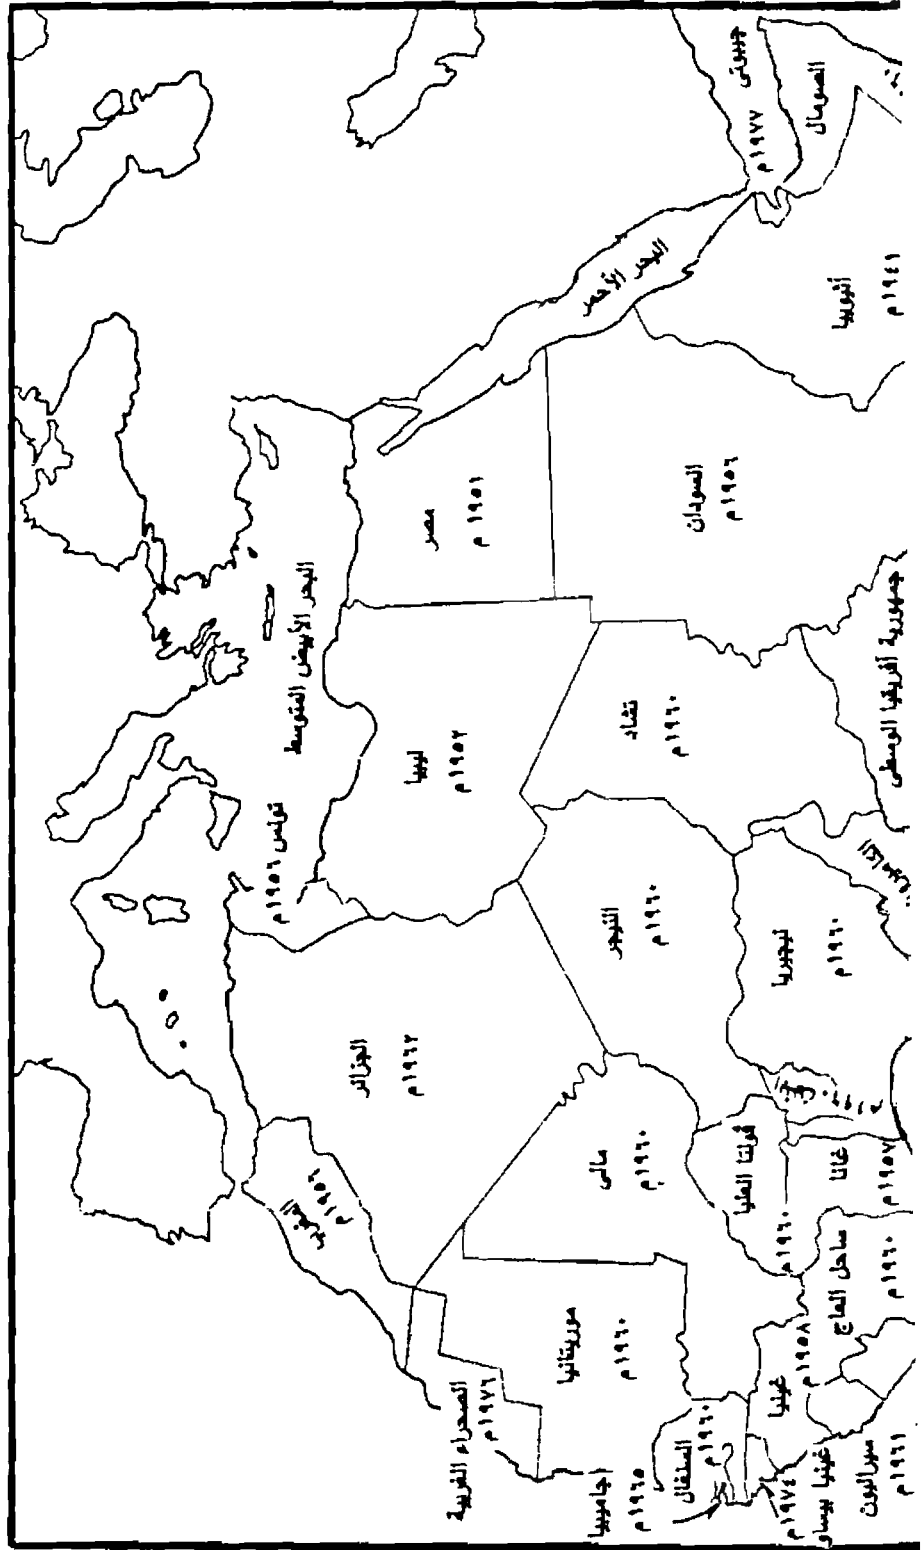 البحر الأبيض المتوسط
البحر الأحمر
تونس ١٩٥٦م
المغرب
١٩٥٦م
الجزائر
١٩٦٢م
ليبيا
١٩٥٢م
مصر
١٩٥١م
الصحراء الغربية
١٩٧٦م
موريتانيا
١٩٦٠م
مالي
١٩٦٠م
النيجر
١٩٦٠م
تشاد
١٩٦٠م
السودان
١٩٥٦م
أثيوبيا
١٩٤١م
جيبوتى
١٩٧٧م
الصومال
جامبيا
١٩٦٥م
السنغال
١٩٦٠م
غينيا بيساو
١٩٧٤م
غينيا
١٩٥٨م
سيراليون
١٩٦١م
ساحل العاج
١٩٦٠م
فولتا العليا
١٩٦٠م
غانا
١٩٥٧م
نيجيريا
١٩٦٠م
جمهورية أفريقيا الوسطى